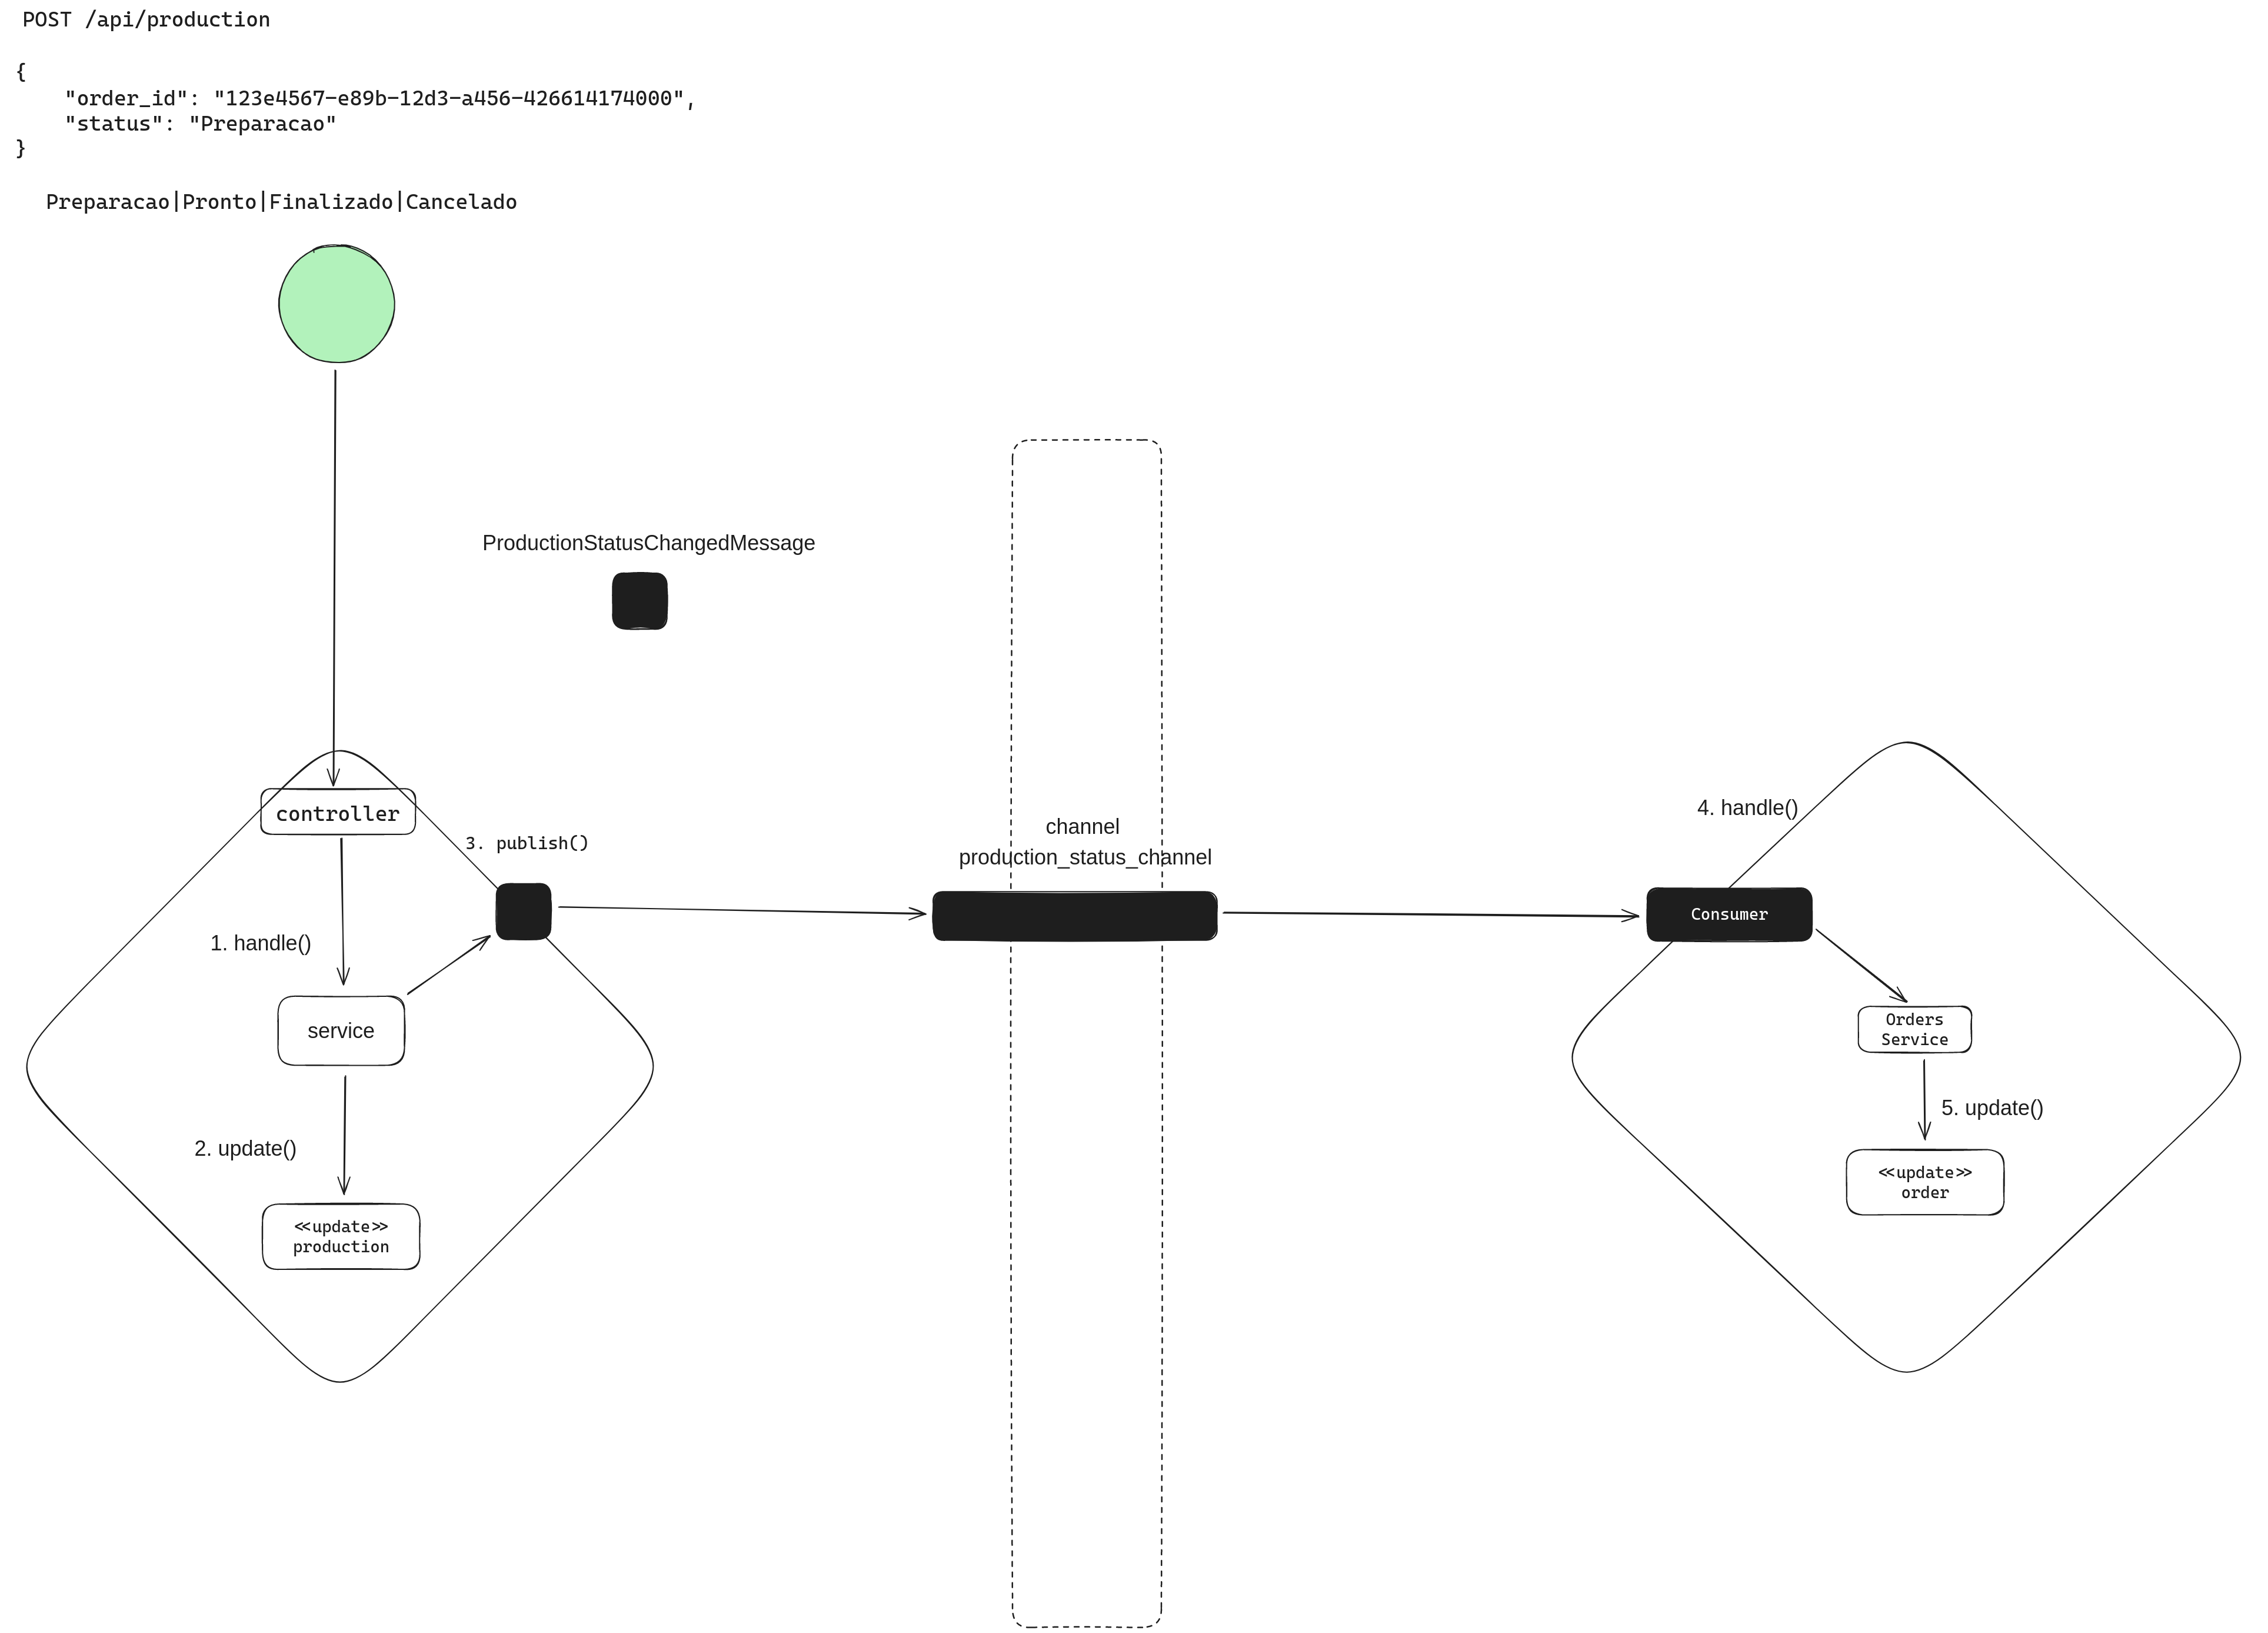 POST /api/production
{
"order_id": "123e4567-e89b-12d3-a456-426614174000",
"status": "Preparacao"
}
Preparacao|Pronto|Finalizado|Cancelado
ProductionStatusChangedMessage
controller
3. publish()
1. handle()
service
2. update()
<<update>>
production
channel
production_status_channel
4. handle()
Consumer
Orders
Service
5. update()
<<update>>
order